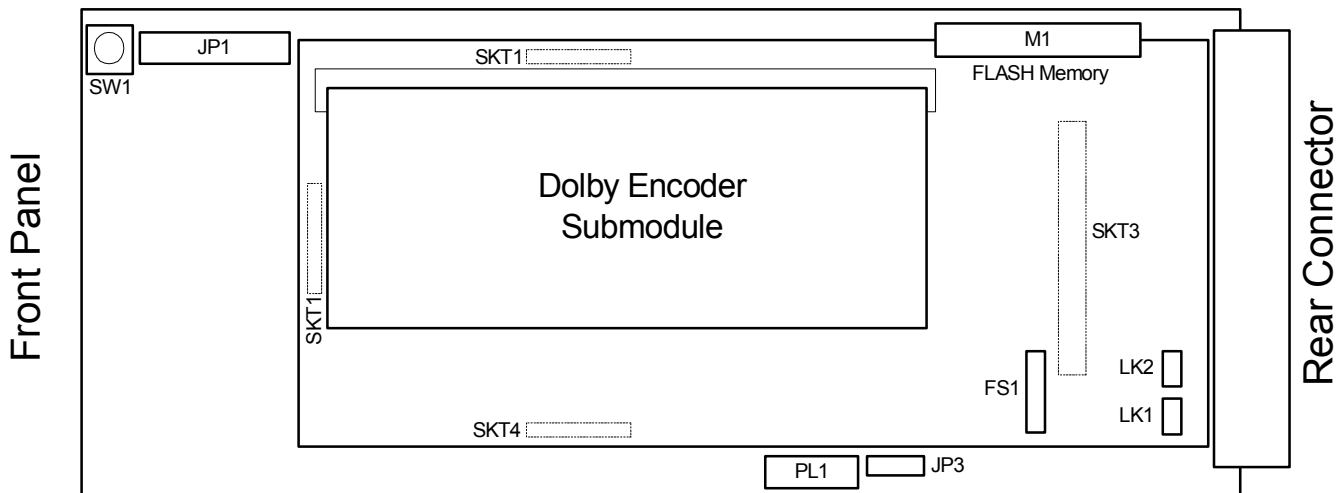 JP1
M1
SKT1
SW1
FLASH Memory
Front Panel
Dolby Encoder
Submodule
SKT3
Rear Connector
SKT1
LK2
FS1
LK1
SKT4
PL1
JP3